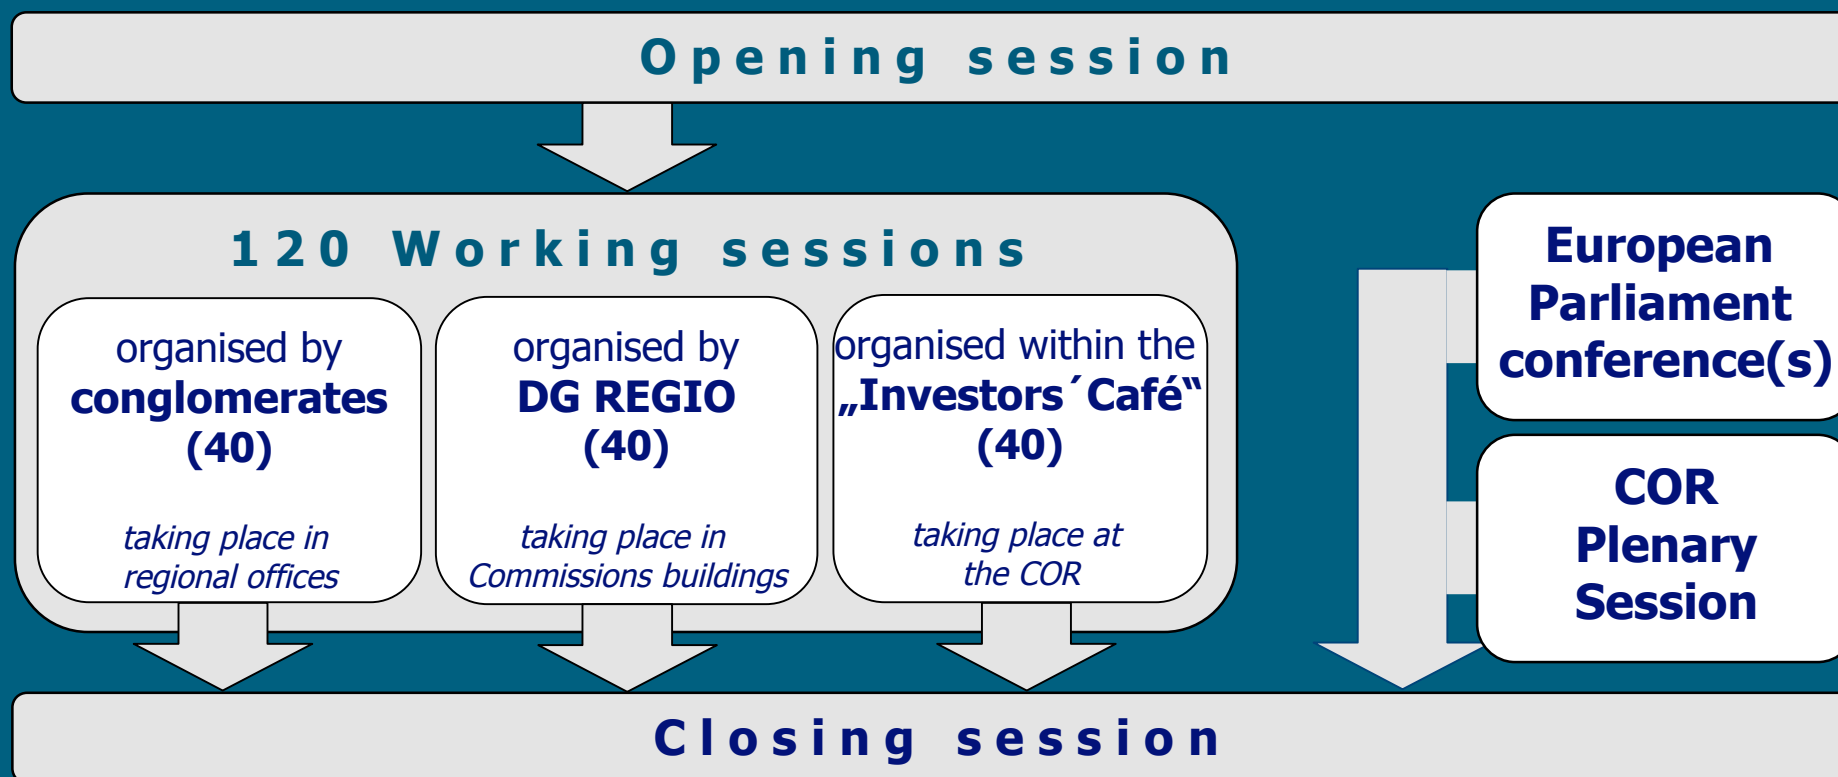 Opening session
120 Working sessions
organised by
conglomerates
(40)
taking place in
regional offices
organised by
DG REGIO
(40)
taking place in
Commissions buildings
organised within the
„Investors´Café“
(40)
taking place at
the COR
European
Parliament
conference(s)
COR
Plenary
Session
Closing session